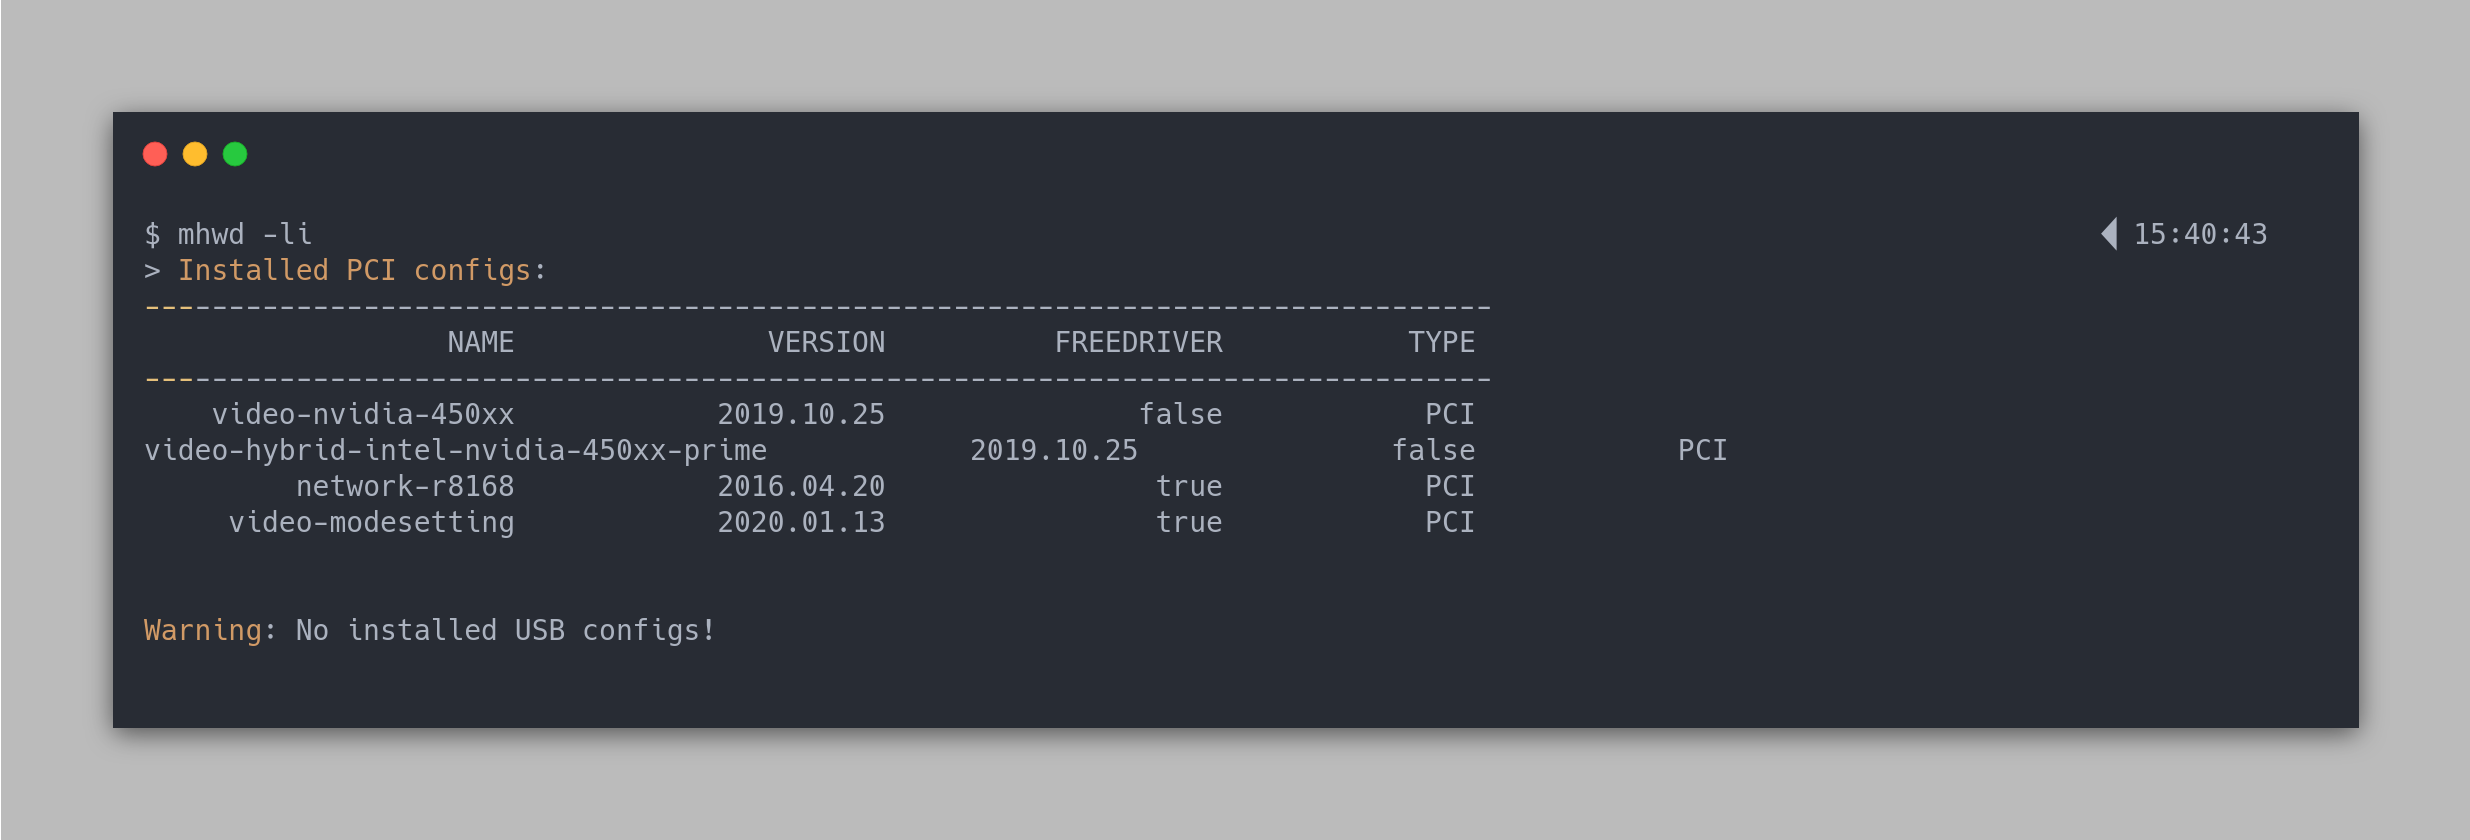 $ mhwd -li 15:40:43
> Installed PCI configs:
--------------------------------------------------------------------------------
NAME VERSION FREEDRIVER TYPE
--------------------------------------------------------------------------------
video-nvidia-450xx 2019.10.25 false PCI
video-hybrid-intel-nvidia-450xx-prime 2019.10.25 false PCI
network-r8168 2016.04.20 true PCI
video-modesetting 2020.01.13 true PCI
Warning: No installed USB configs!